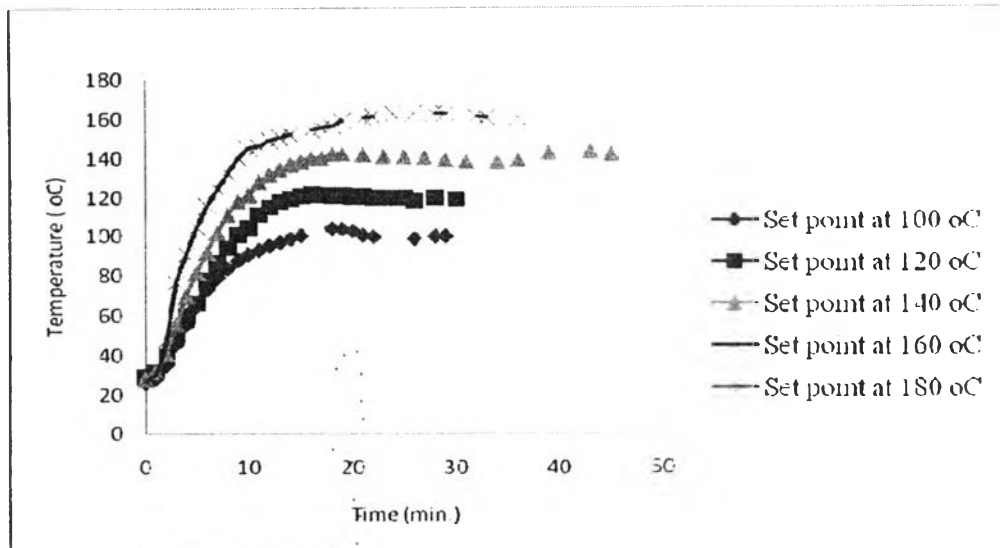 180
160
140
120
100
80
60
40
20
0
Temperature (oC)
0 10 20 30 40 50
Time (min.)
Set point at 100 oC
Set point at 120 oC
Set point at 140 oC
Set point at 160 oC
Set point at 180 oC